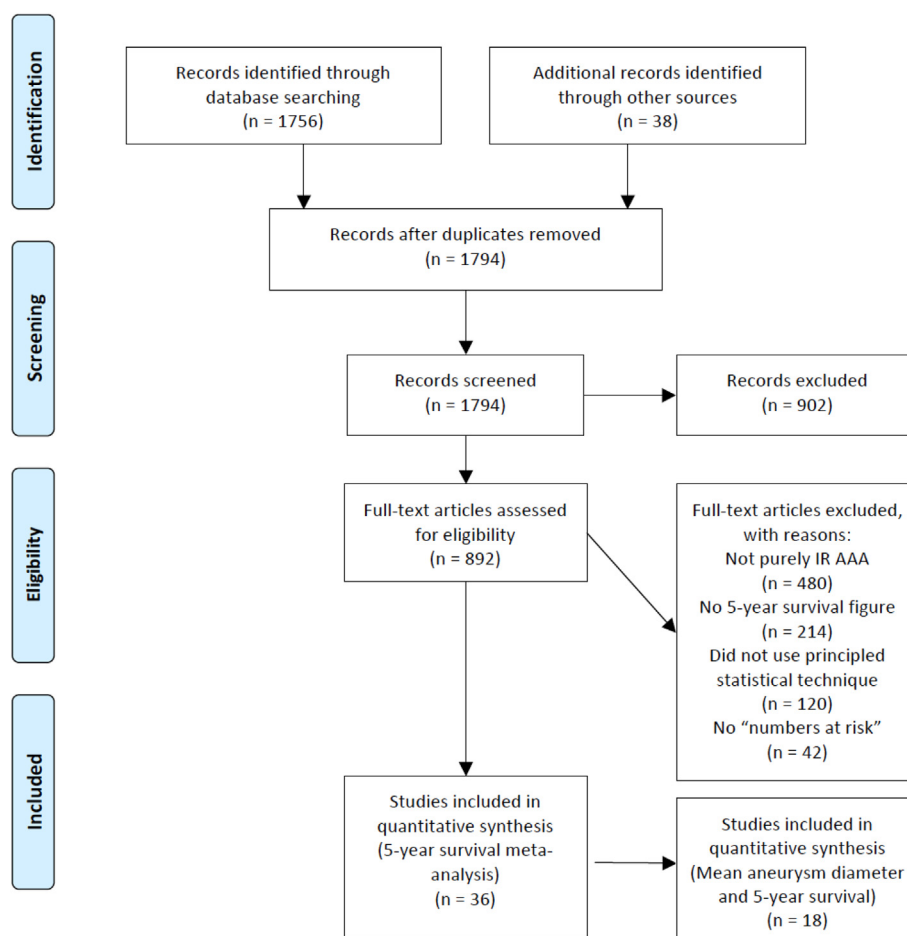 Identification
Records identified through
database searching
(n = 1756)
Additional records identified
through other sources
(n = 38)
Records after duplicates removed
(n = 1794)
Screening
Records screened
(n = 1794)
Records excluded
(n = 902)
Eligibility
Full-text articles assessed
for eligibility
(n = 892)
Full-text articles excluded,
with reasons:
Not purely IR AAA
(n = 480)
No 5-year survival figure
(n = 214)
Did not use principled
statistical technique
(n = 120)
No “numbers at risk”
(n = 42)
Included
Studies included in
quantitative synthesis
(5-year survival meta-
analysis)
(n = 36)
Studies included in
quantitative synthesis
(Mean aneurysm diameter
and 5-year survival)
(n = 18)